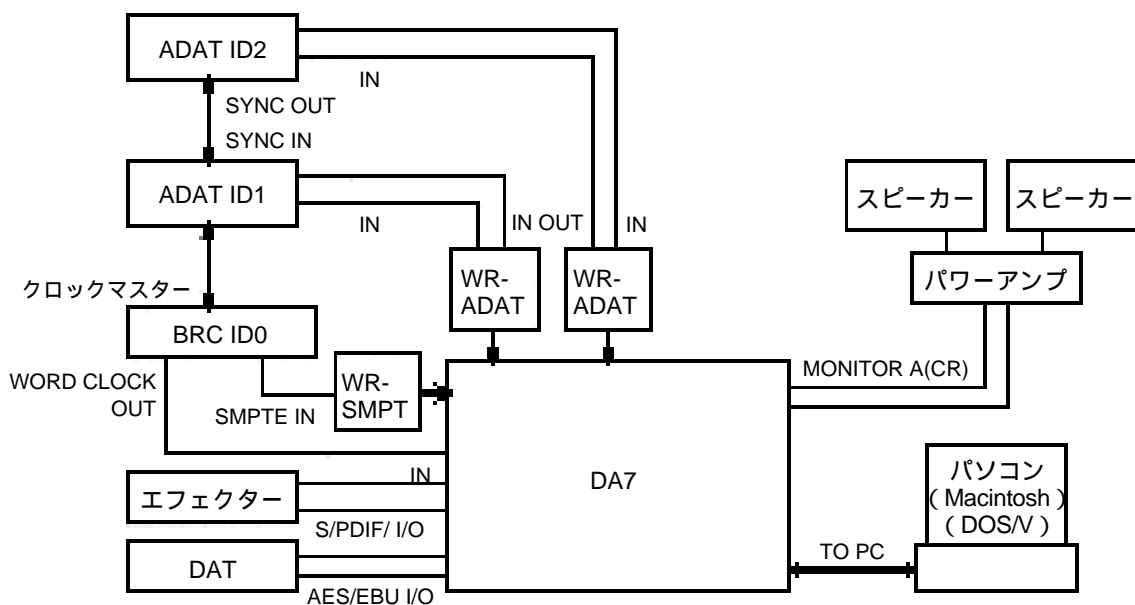 ADAT ID2
IN
SYNC OUT
SYNC IN
ADAT ID1
IN
IN OUT
IN
スピーカー
スピーカー
WR-
ADAT
WR-
ADAT
パワーアンプ
クロックマスター
BRC ID0
WORD CLOCK
OUT
SMPTE IN
WR-
SMPT
MONITOR A(CR)
IN
エフェクター
S/PDIF/ I/O
DA7
パソコン
( Macintosh )
( DOS/V )
DAT
TO PC
AES/EBU I/O